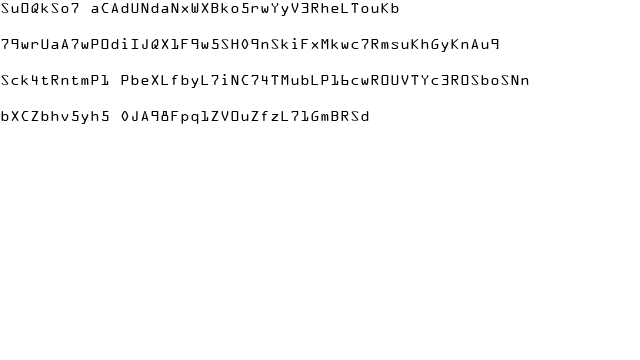 SuOQkSo7 aCAdUNdaNxWXBko5rwYyV3RheLTouKb
79wrUaA7wPOdiIJQX1F9w5SH09nSkiFxMkwc7RmsuKhGyKnAu9
Sck4tRntmP1 PbeXLfbyL7iNC74TMubLP16cwROUVTYc3ROSboSNn
bXCZbhv5yh5 0JA98Fpq1ZVOuZfzL71GmBRSd